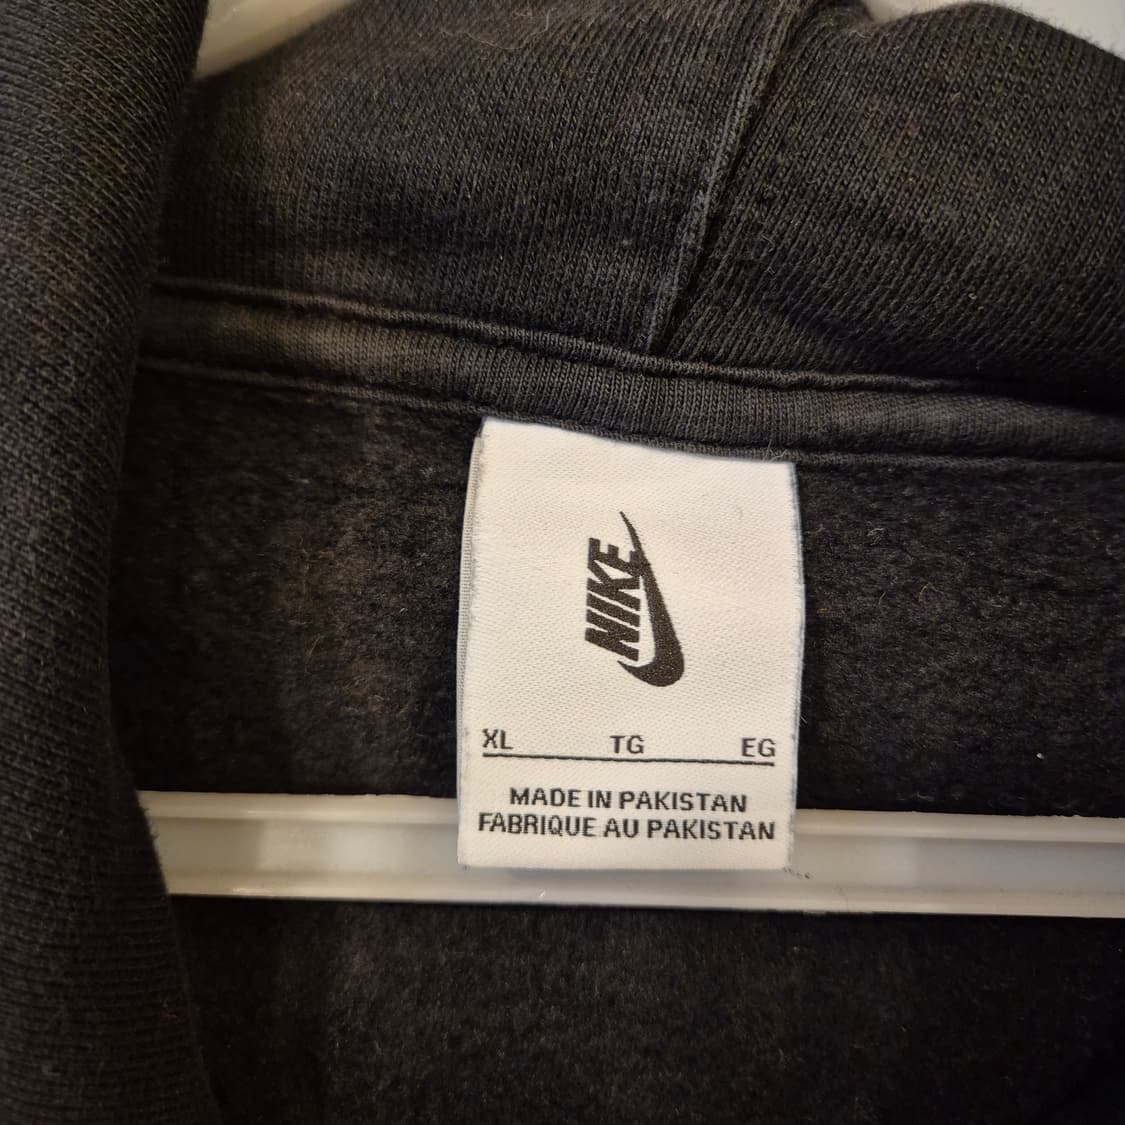 NIKE
XL TG EG
MADE IN PAKISTAN
FABRIQUE AU PAKISTAN